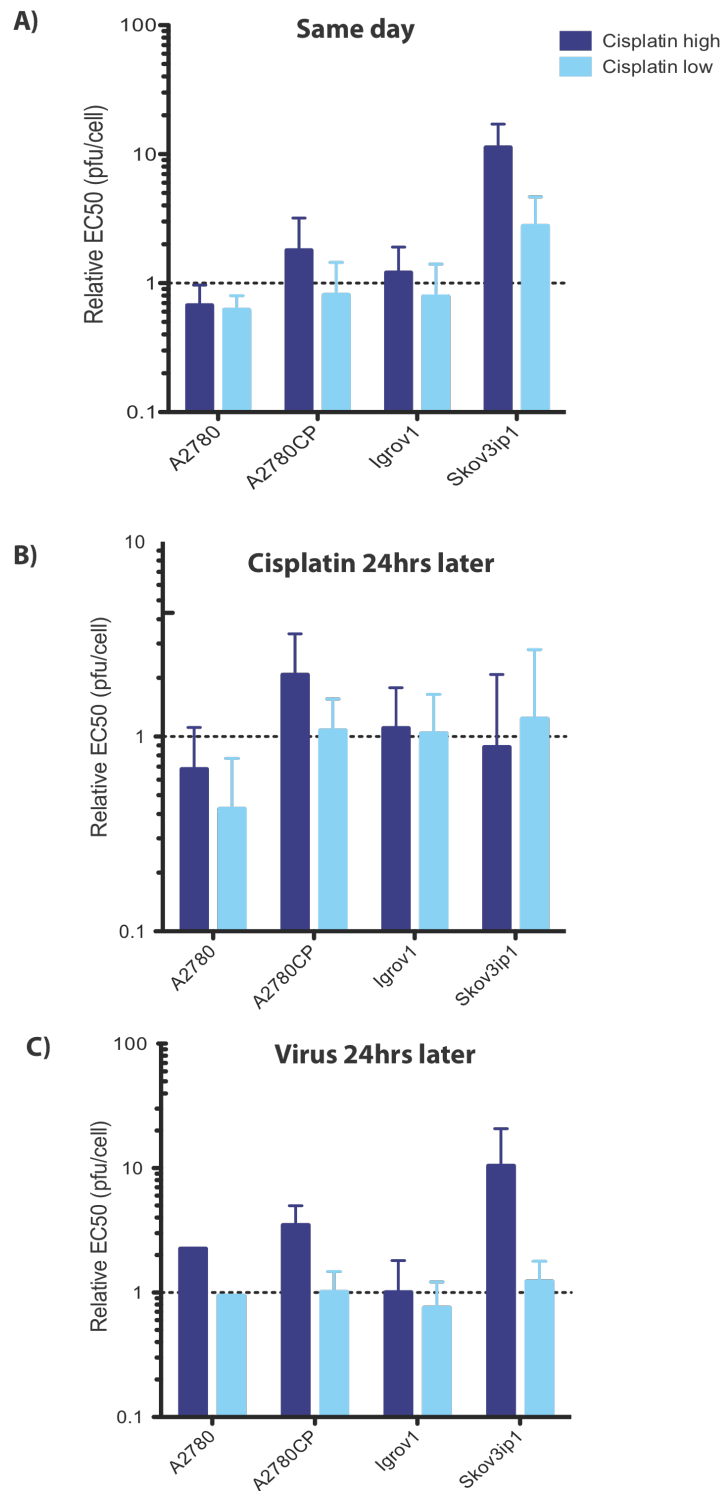 A)
Same day
Cisplatin high
Cisplatin low
Relative EC50 (pfu/cell)
100
10
1
0.1
A2780
A2780CP
Igrov1
Skov3ip1
B)
Cisplatin 24hrs later
Relative EC50 (pfu/cell)
10
1
0.1
A2780
A2780CP
Igrov1
Skov3ip1
C)
Virus 24hrs later
Relative EC50 (pfu/cell)
100
10
1
0.1
A2780
A2780CP
Igrov1
Skov3ip1